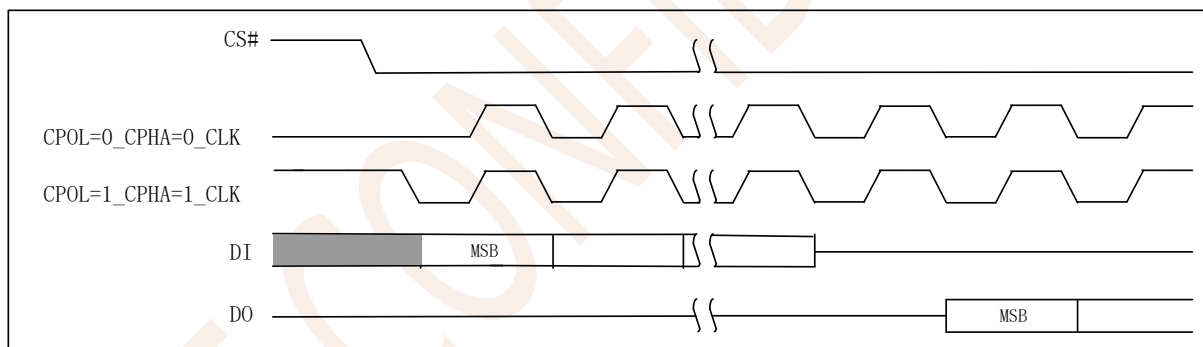 CS#
CPOL=0_CPHA=0_CLK
CPOL=1_CPHA=1_CLK
DI
MSB
DO
MSB